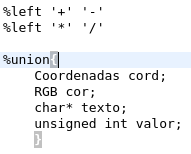 %left '+' '-'
%left '*' '/'
%union{
Coordenadas cord;
RGB cor;
char* texto;
unsigned int valor;
}